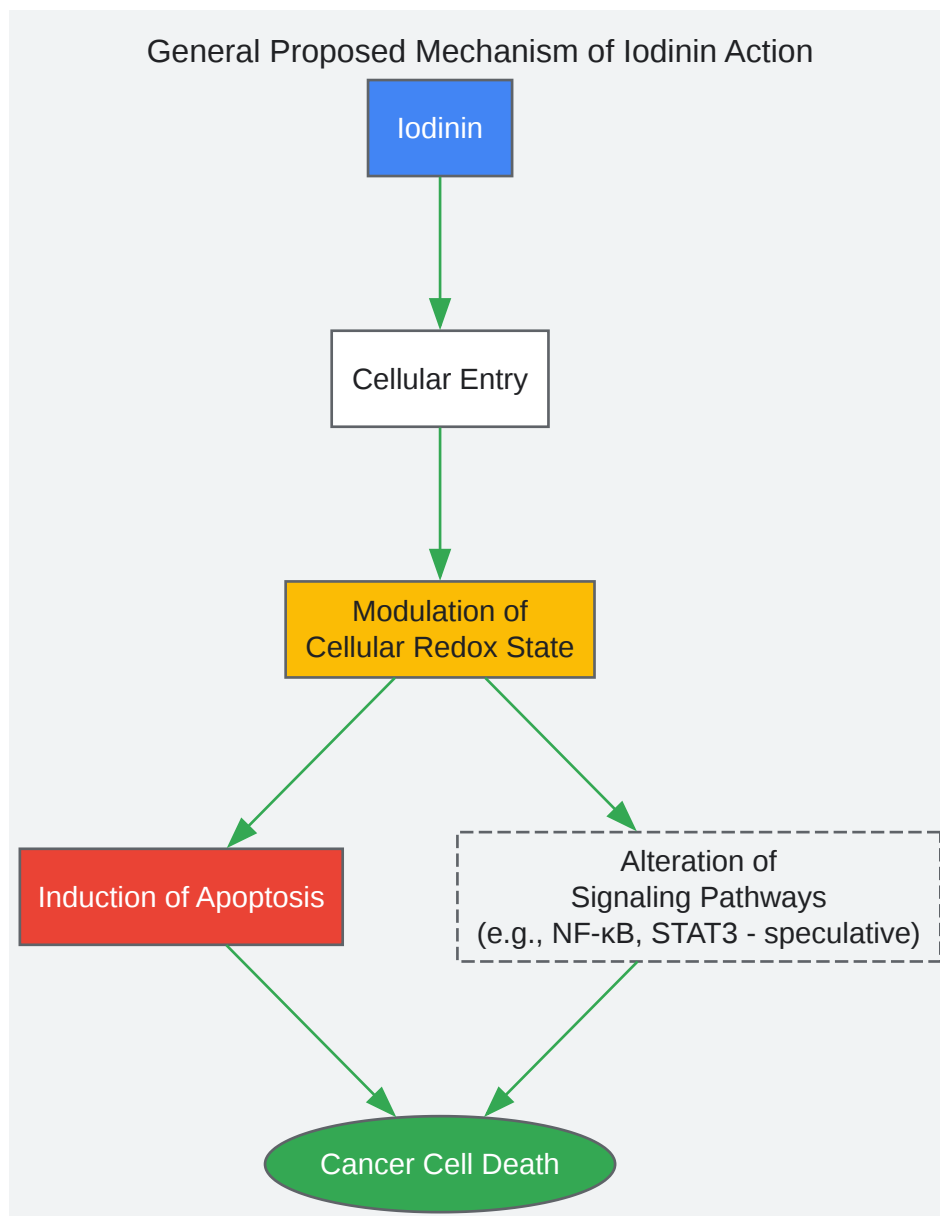 General Proposed Mechanism of Iodinin Action
Iodinin
Cellular Entry
Modulation of
Cellular Redox State
Induction of Apoptosis
Alteration of
Signaling Pathways
(e.g., NF-κB, STAT3 - speculative)
Cancer Cell Death